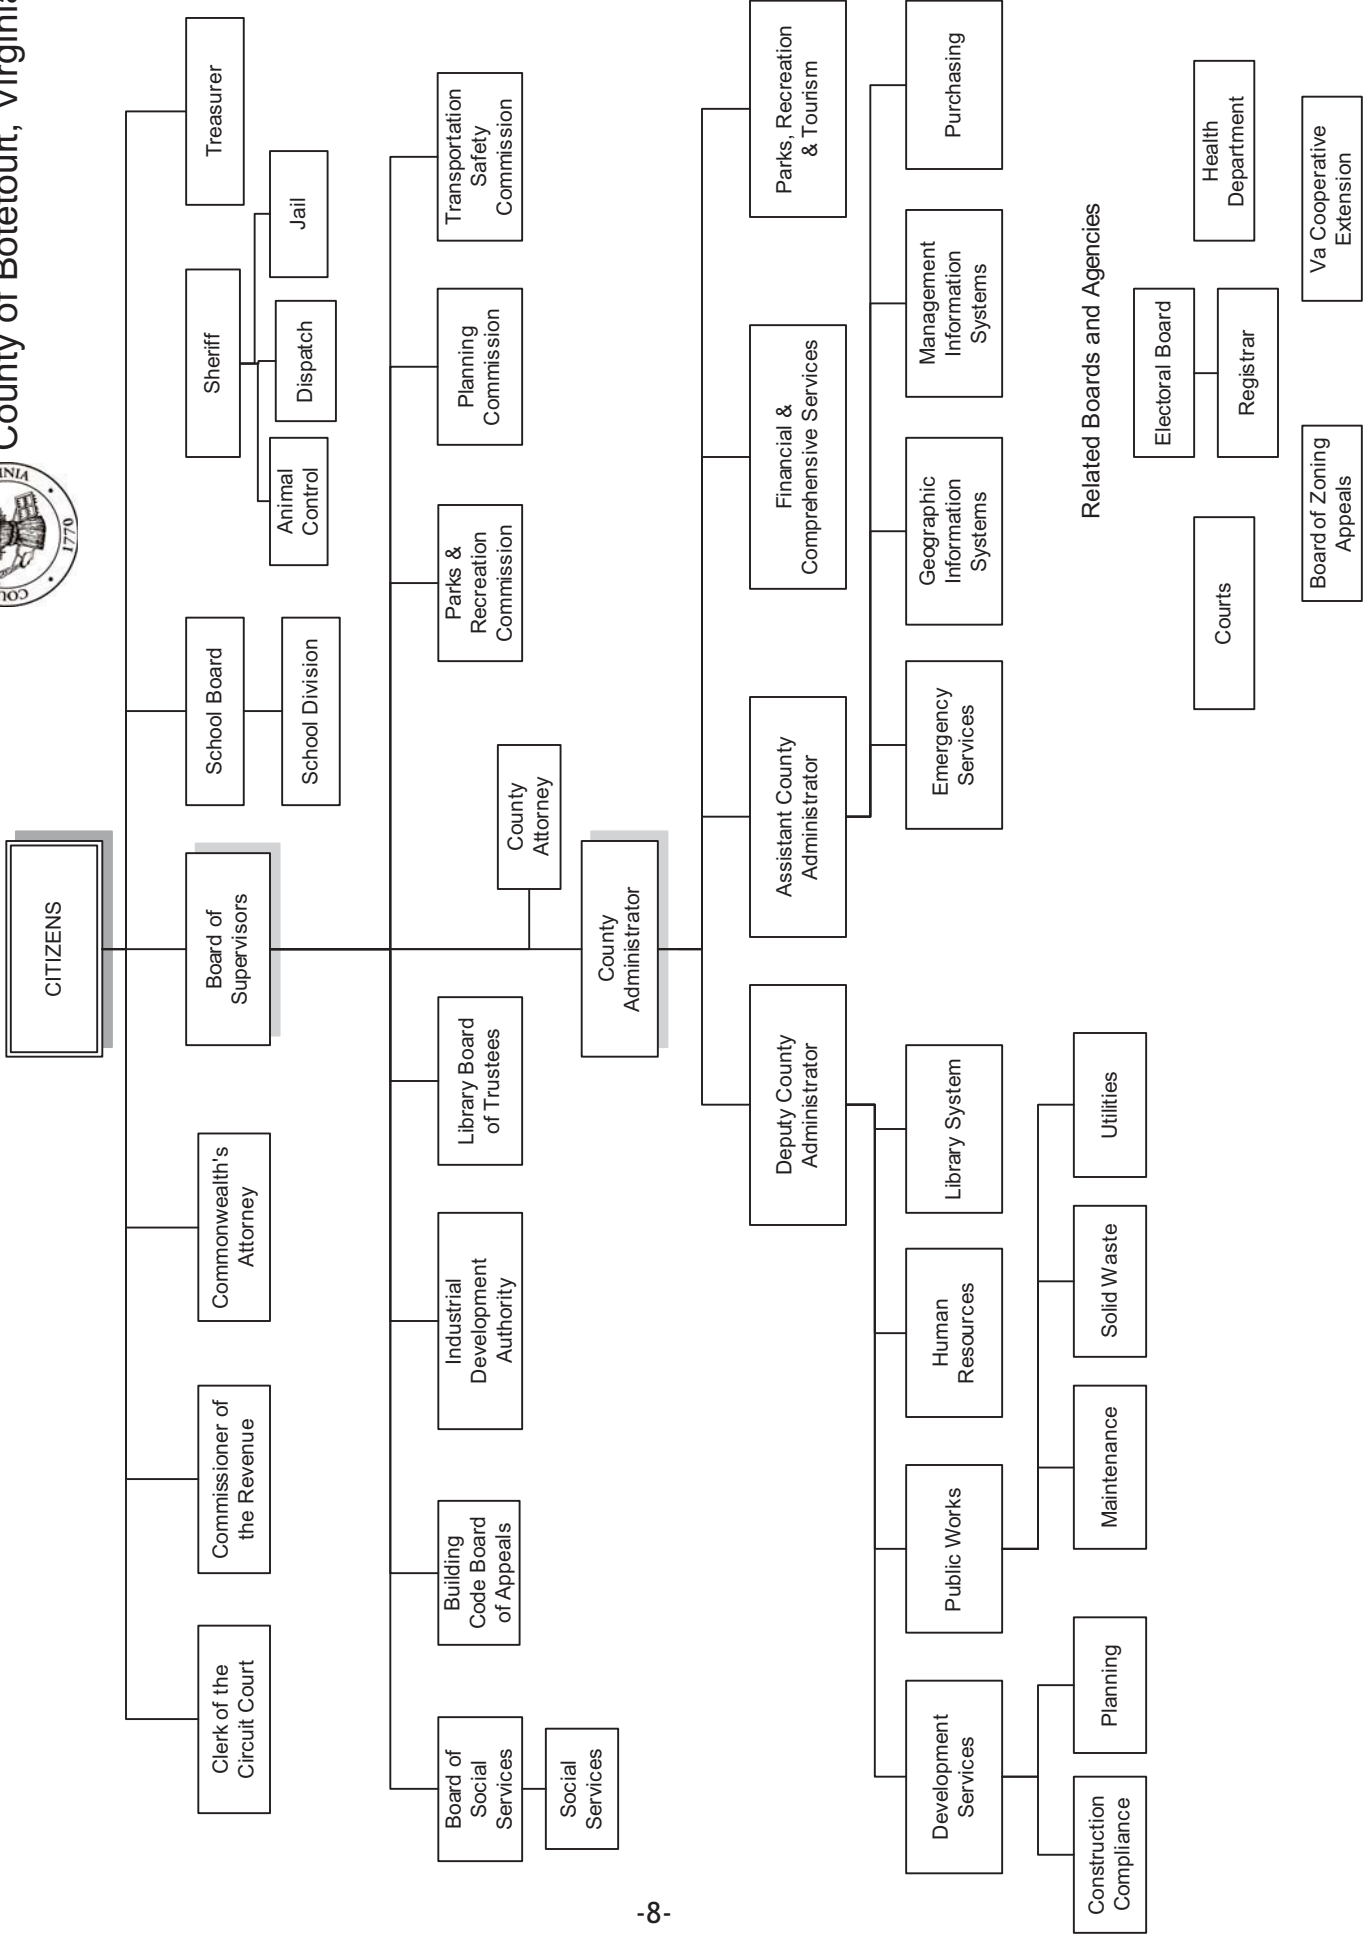 County of Botetourt, Virginia
1770
CITIZENS
Clerk of the
Circuit Court
Commissioner of
the Revenue
Commonwealth's
Attorney
Board of
Supervisors
School Board
School Division
Sheriff
Animal
Control
Dispatch
Jail
Treasurer
Board of
Social
Services
Social
Services
Building
Code Board
of Appeals
Industrial
Development
Authority
Library Board
of Trustees
County
Attorney
Parks &
Recreation
Commission
Planning
Commission
Transportation
Safety
Commission
County
Administrator
Deputy County
Administrator
Assistant County
Administrator
Financial &
Comprehensive Services
Parks, Recreation
& Tourism
Development
Services
Public Works
Human
Resources
Library System
Emergency
Services
Geographic
Information
Systems
Management
Information
Systems
Purchasing
Construction
Compliance
Planning
Maintenance
Solid Waste
Utilities
Related Boards and Agencies
Courts
Electoral Board
Registrar
Health
Department
Board of Zoning
Appeals
Va Cooperative
Extension
-8-